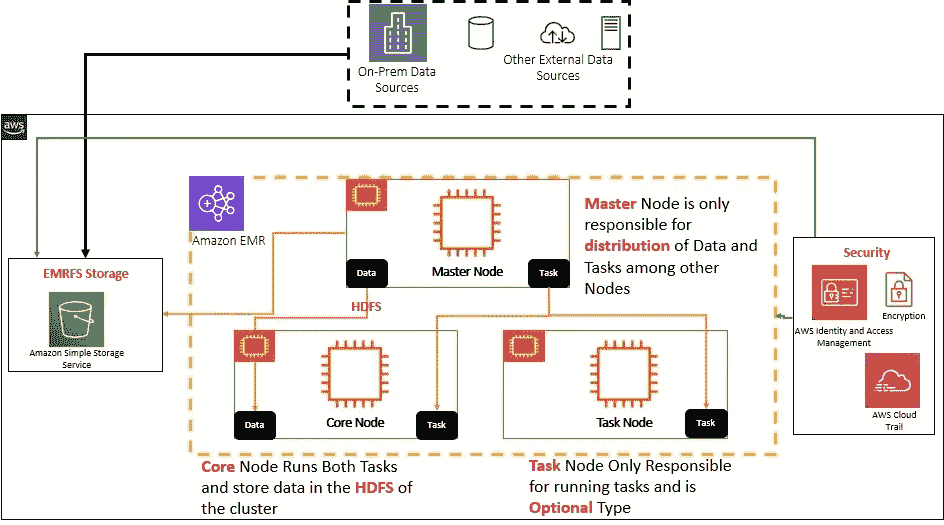 On-Prem Data
Sources
Other External Data
Sources
aws
Amazon EMR
Master Node is only
responsible for
distribution of Data and
Tasks among other
Nodes
Data
Master Node
Task
HDFS
EMRFS Storage
Amazon Simple Storage
Service
Security
Encryption
AWS Identity and Access
Management
AWS Cloud
Trail
Data
Core Node
Task
Task Node
Task
Core Node Runs Both Tasks
and store data in the HDFS of
the cluster
Task Node Only Responsible
for running tasks and is
Optional Type